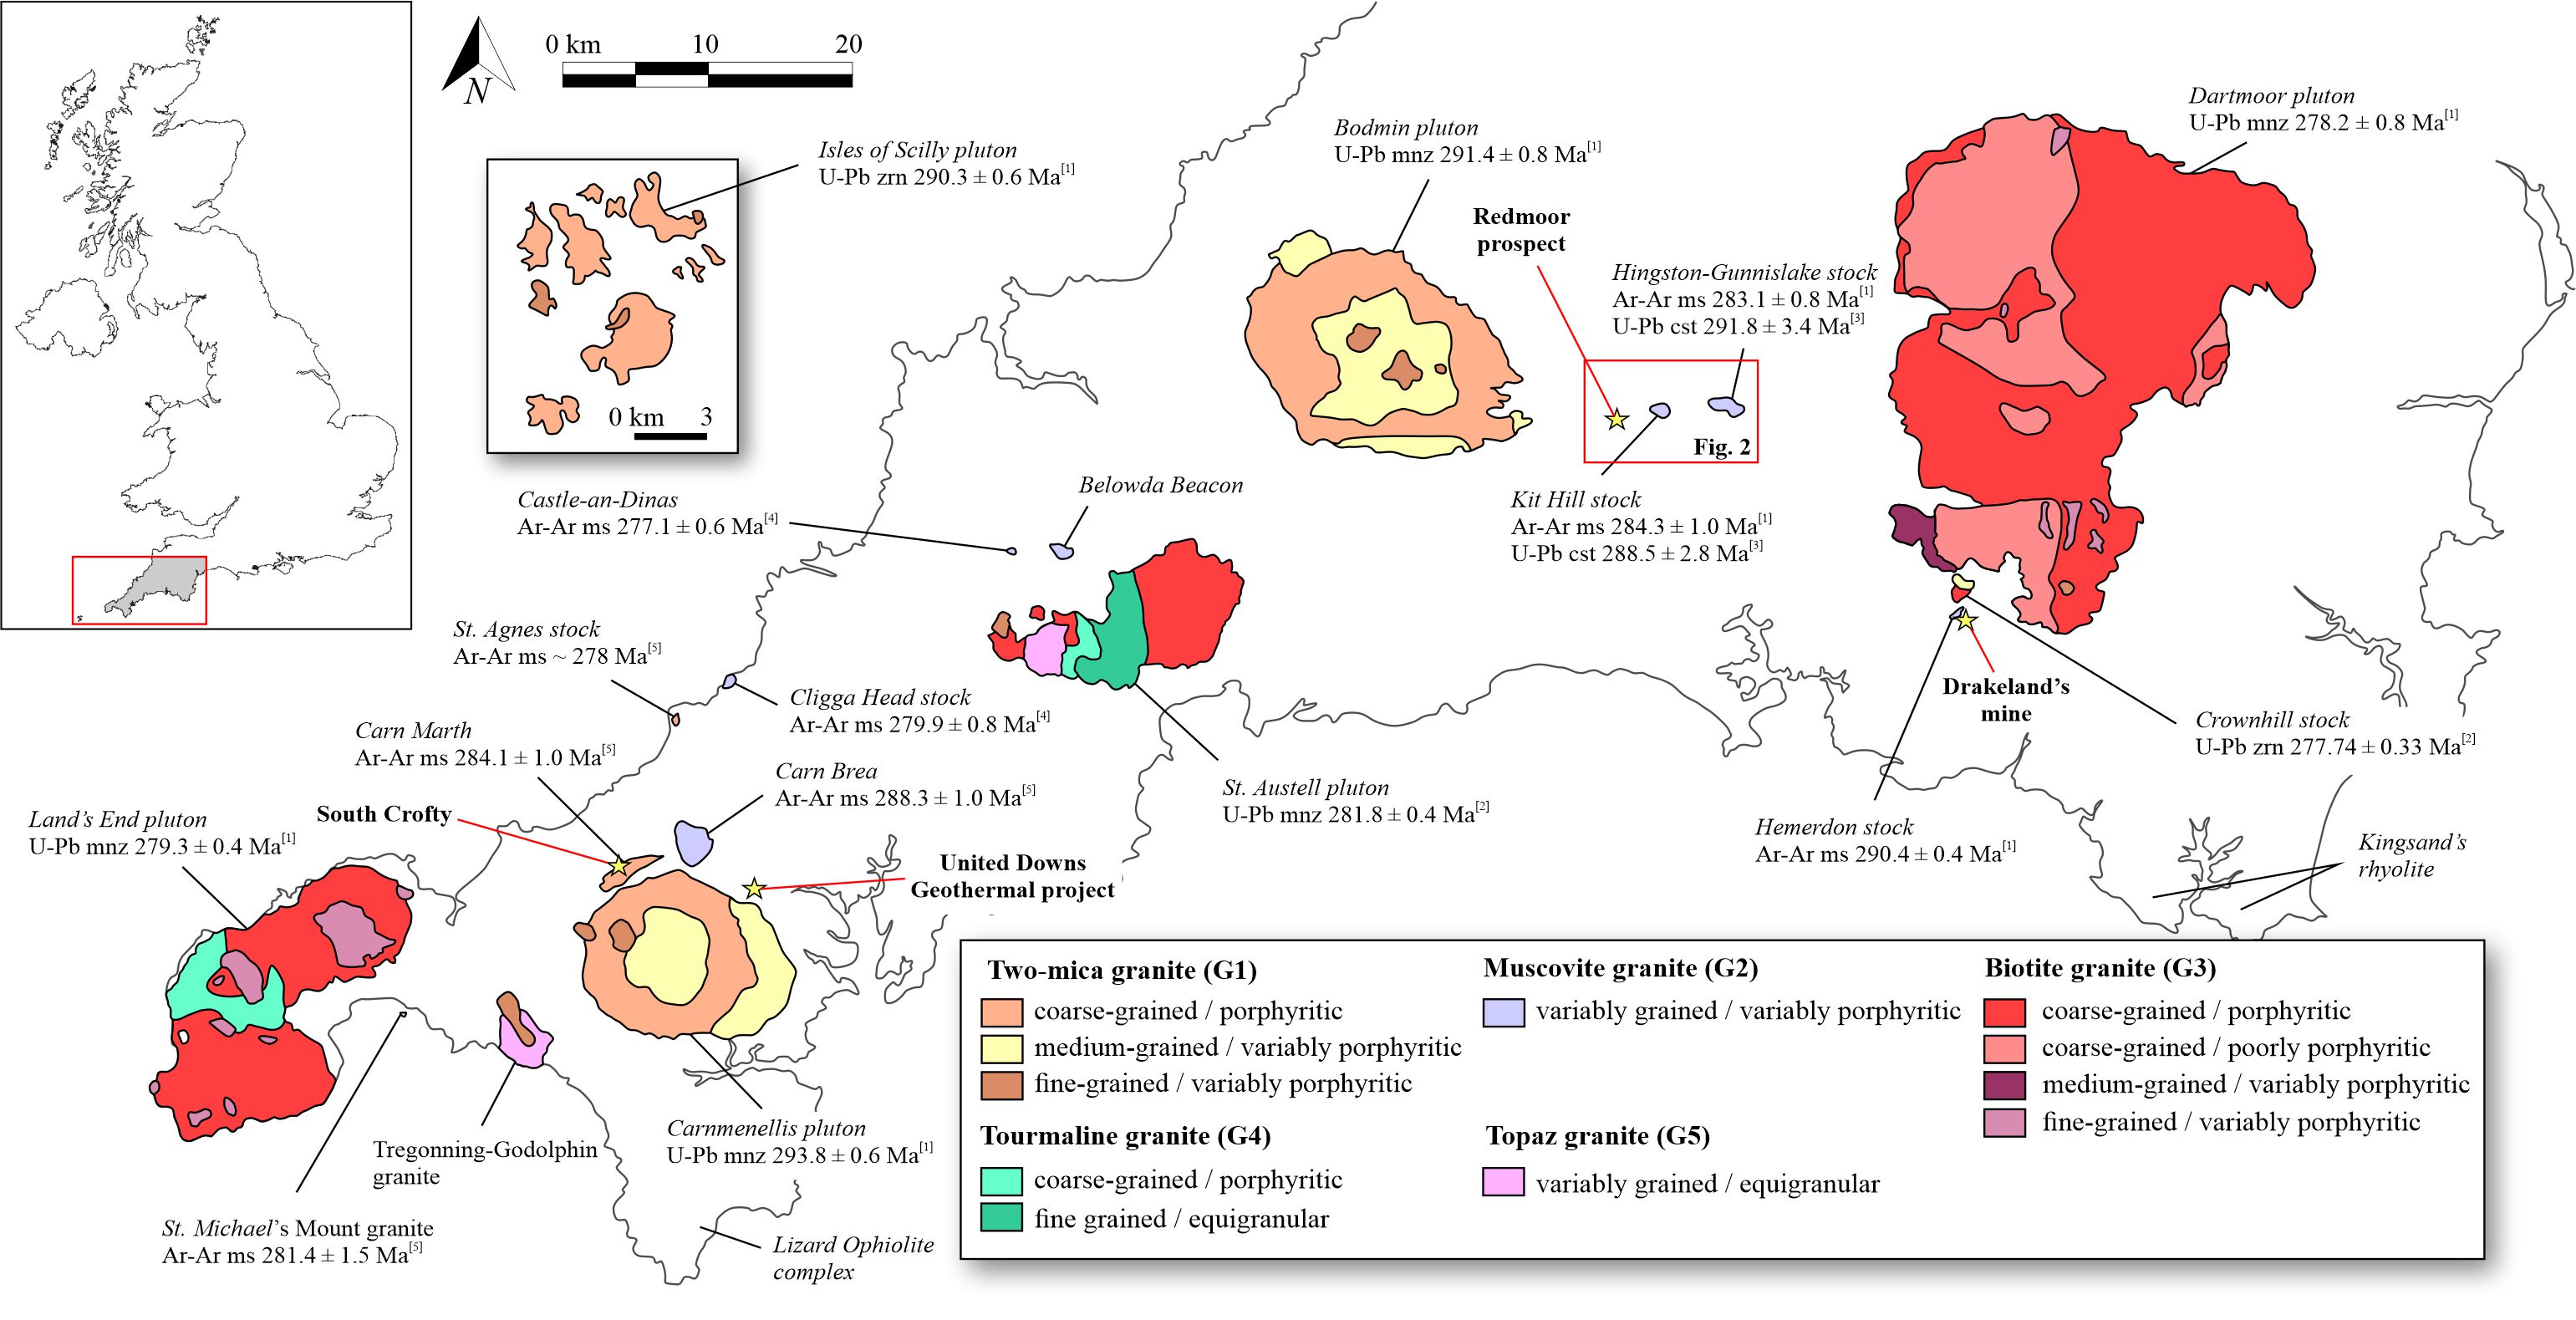 0 km 10 20
N
Isles of Scilly pluton
U-Pb zrn 290.3 ± 0.6 Ma[1]
0 km 3
Bodmin pluton
U-Pb mnz 291.4 ± 0.8 Ma[1]
Redmoor
prospect
Hingston-Gunnislake stock
Ar-Ar ms 283.1 ± 0.8 Ma[1]
U-Pb cst 291.8 ± 3.4 Ma[3]
Fig. 2
Dartmoor pluton
U-Pb mnz 278.2 ± 0.8 Ma[1]
Castle-an-Dinas
Ar-Ar ms 277.1 ± 0.6 Ma[4]
Belowda Beacon
Kit Hill stock
Ar-Ar ms 284.3 ± 1.0 Ma[1]
U-Pb cst 288.5 ± 2.8 Ma[3]
St. Agnes stock
Ar-Ar ms ~ 278 Ma[5]
Cligga Head stock
Ar-Ar ms 279.9 ± 0.8 Ma[4]
Drakeland’s
mine
Crownhill stock
U-Pb zrn 277.74 ± 0.33 Ma[2]
Carn Marth
Ar-Ar ms 284.1 ± 1.0 Ma[5]
Carn Brea
Ar-Ar ms 288.3 ± 1.0 Ma[5]
St. Austell pluton
U-Pb mnz 281.8 ± 0.4 Ma[2]
Land’s End pluton
U-Pb mnz 279.3 ± 0.4 Ma[1]
South Crofty
United Downs
Geothermal project
Hemerdon stock
Ar-Ar ms 290.4 ± 0.4 Ma[1]
Kingsand’s
rhyolite
Tregonning-Godolphin
granite
Carnmenellis pluton
U-Pb mnz 293.8 ± 0.6 Ma[1]
St. Michael’s Mount granite
Ar-Ar ms 281.4 ± 1.5 Ma[5]
Lizard Ophiolite
complex
Two-mica granite (G1)
coarse-grained / porphyritic
medium-grained / variably porphyritic
fine-grained / variably porphyritic
Muscovite granite (G2)
variably grained / variably porphyritic
Biotite granite (G3)
coarse-grained / porphyritic
coarse-grained / poorly porphyritic
medium-grained / variably porphyritic
fine-grained / variably porphyritic
Tourmaline granite (G4)
coarse-grained / porphyritic
fine grained / equigranular
Topaz granite (G5)
variably grained / equigranular